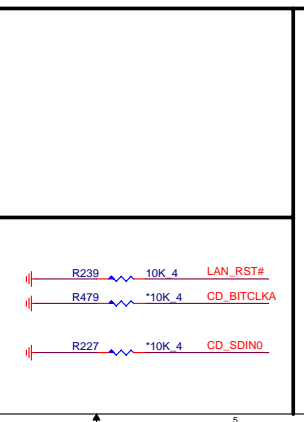 R239 10K_4 LAN_RST#
R479 *10K_4 CD_BITCLKA
R227 *10K_4 CD_SDIN0
5